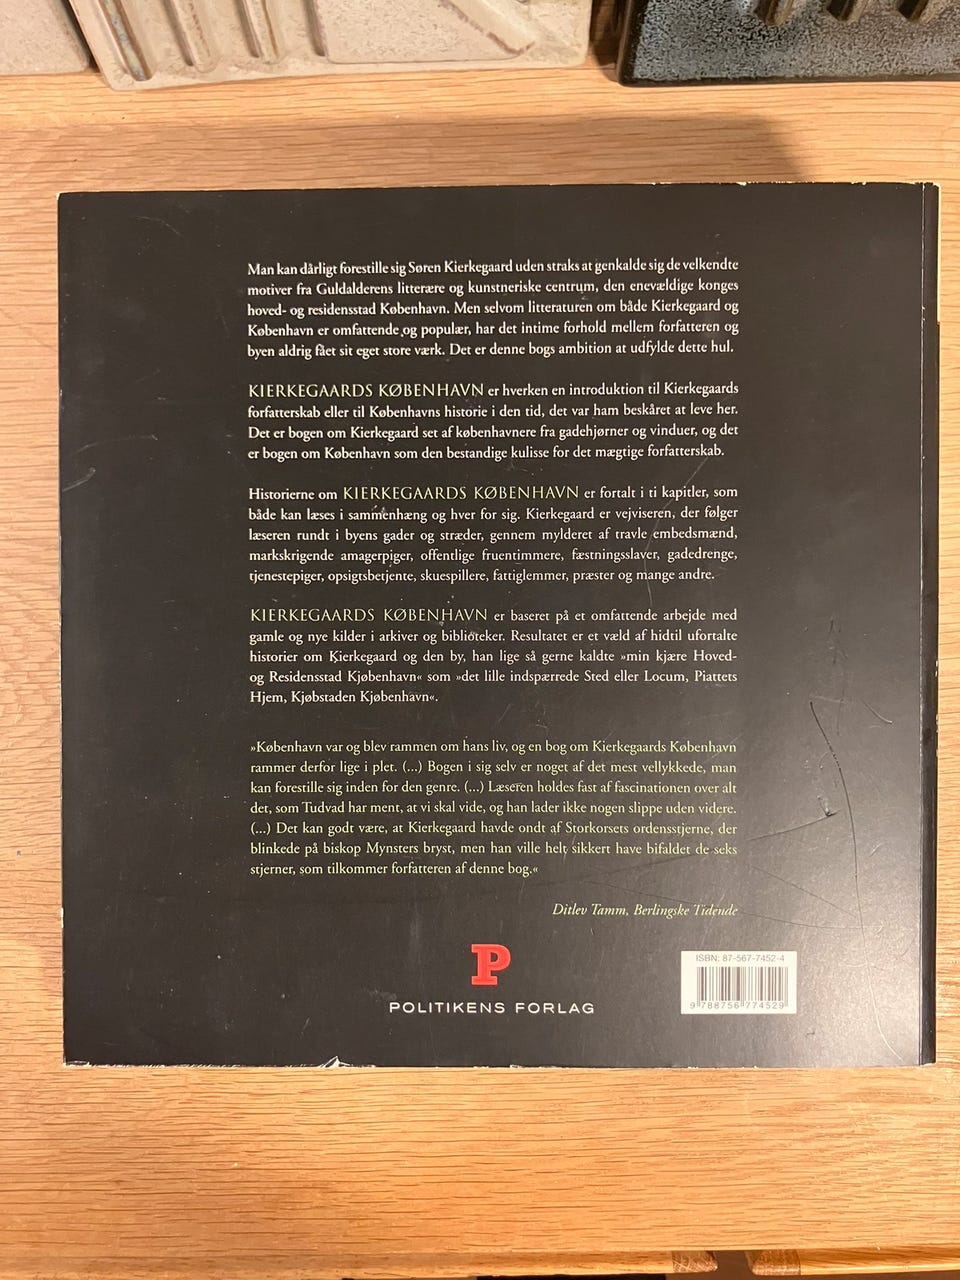 Man kan dårligt forestille sig Søren Kierkegaard uden straks at genkalde sig de velkendte
motiver fra Guldalderens litterære og kunstneriske centrum, den enevældige konges
hoved- og residensstad København. Men selvom litteraturen om både Kierkegaard og
København er omfattende og populær, har det intime forhold mellem forfatteren og
byen aldrig fået sit eget store værk. Det er denne bogs ambition at udfylde dette hul.
KIERKEGAARDS KØBENHAVN er hverken en introduktion til Kierkegaards
forfatterskab eller til Københavns historie i den tid, det var ham beskåret at leve her.
Det er bogen om Kierkegaard set af københavnere fra gadehjørner og vinduer, og det
er bogen om København som den bestandige kulisse for det mægtige forfatterskab.
Historierne om KIERKEGAARDS KØBENHAVN er fortalt i ti kapitler, som
både kan læses i sammenhæng og hver for sig. Kierkegaard er vejviseren, der følger
læseren rundt i byens gader og stræder, gennem mylderet af travle embedsmænd,
markskrigende amagerpiger, offentlige fruentimmere, fæstningsslaver, gadedrenge,
tjenestepiger, opsigtsbetjente, skuespillere, fattiglemmer, præster og mange andre.
KIERKEGAARDS KØBENHAVN er baseret på et omfattende arbejde med
gamle og nye kilder i arkiver og biblioteker. Resultatet er et væld af hidtil ufortalte
historier om Kierkegaard og den by, han lige så gerne kaldte »min kjære Hoved-
og Residensstad Kjøbenhavn« som »det lille indspærrede Sted eller Locum, Piattets
Hjem, Kjøbstaden Kjøbenhavn«.
»København var og blev rammen om hans liv, og en bog om Kierkegaards København
rammer derfor lige i plet. (...) Bogen i sig selv er noget af det mest vellykkede, man
kan forestille sig inden for den genre. (...) Læseren holdes fast af fascinationen over alt
det, som Tudvad har ment, at vi skal vide, og han lader ikke nogen slippe uden videre.
(...) Det kan godt være, at Kierkegaard havde ondt af Storkorsets ordensstjerne, der
blinkede på biskop Mynsters bryst, men han ville helt sikkert have bifaldet de seks
stjerner, som tilkommer forfatteren af denne bog.«
Ditlev Tamm, Berlingske Tidende
P
POLITIKENS FORLAG
ISBN: 87-567-7452-4
9 788756 774529